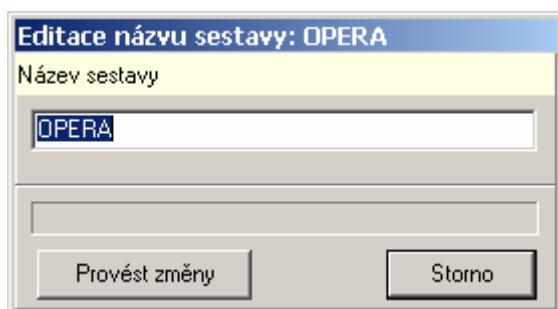 Editace názvu sestavy: OPERA
Název sestavy
OPERA
Provést změny
Storno